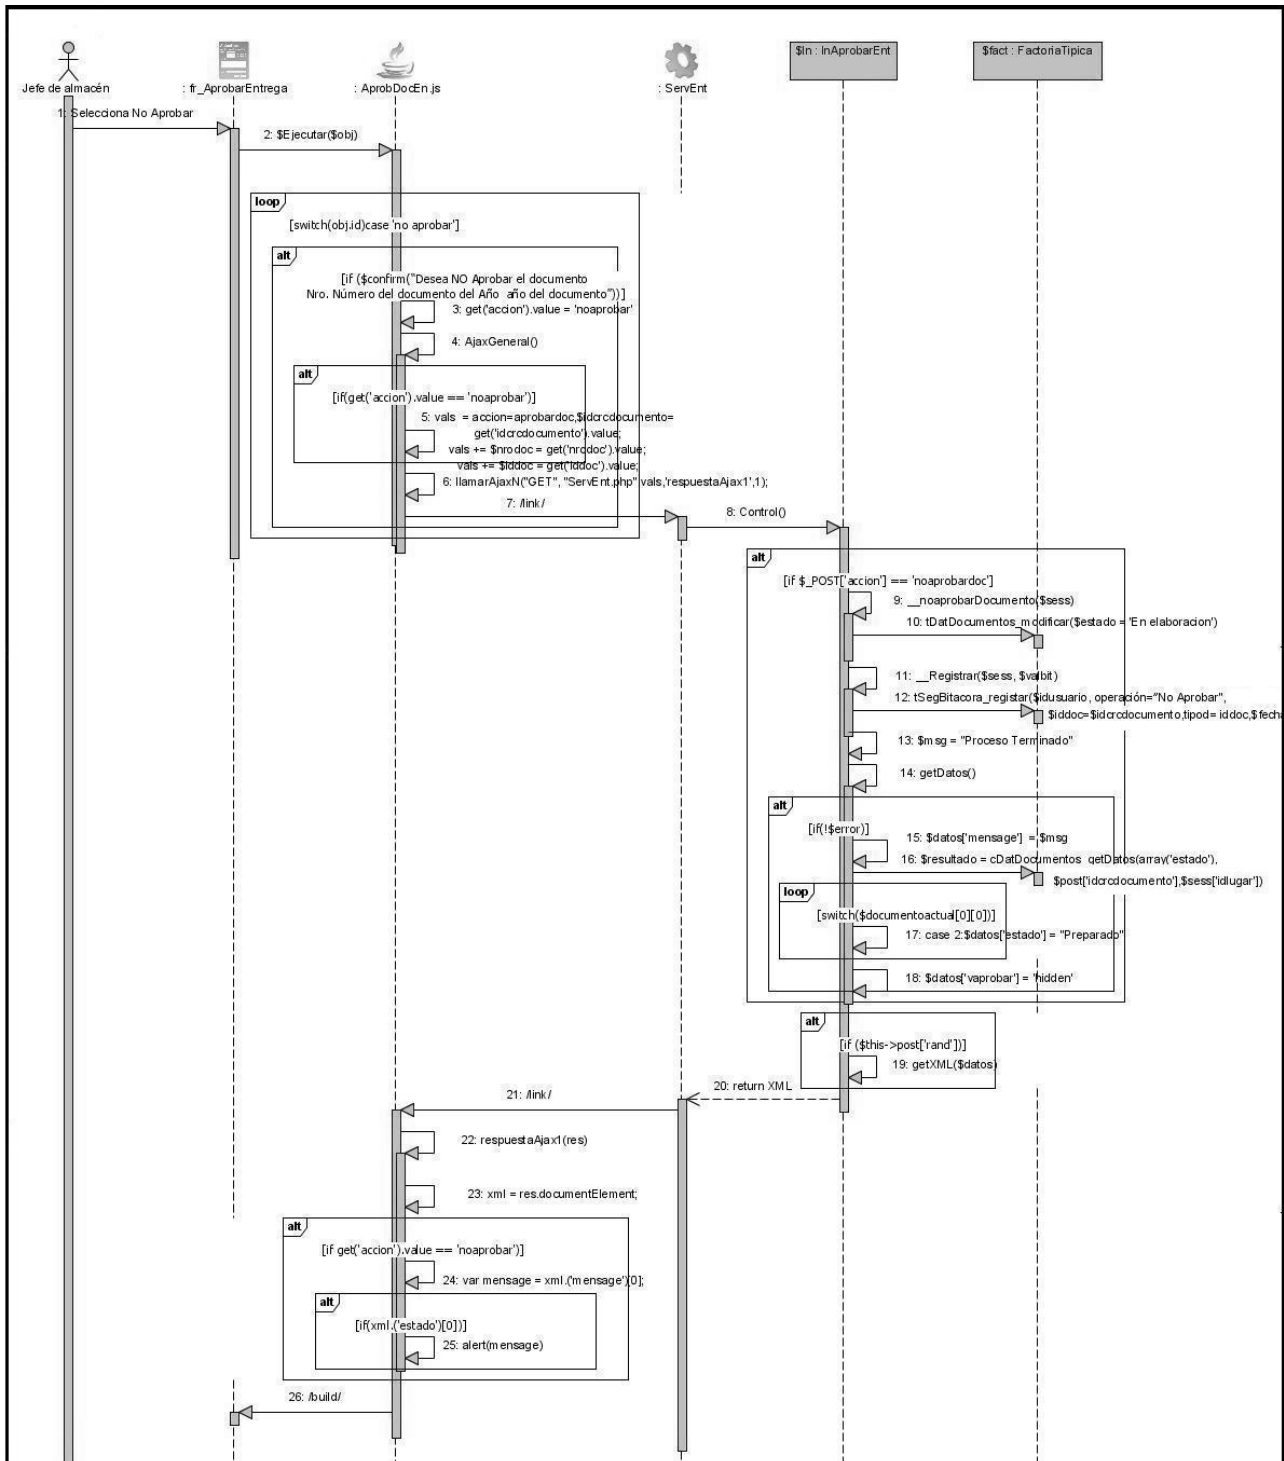 $In : InAprobarEnt
$fact : FactoriaTipica
Jefe de almacén
: fr_AprobarEntrega
: AprobDocEn.js
: ServEnt
1: Selecciona No Aprobar
2: $Ejecutar($obj)
loop
[switch(obj.id)case 'no aprobar']
alt
[if ($confirm("Desea NO Aprobar el documento
Nro. Número del documento del Año año del documento"))]
3: get('accion').value = 'noaprobar'
4: AjaxGeneral()
alt
[if(get('accion').value == 'noaprobar')]
5: vals = accion=aprobardoc,$idcrcdocumento=
get('idcrcdocumento').value;
vals += $nrodoc = get('nrodoc').value;
vals += $iddoc = get('iddoc').value;
6: llamarAjaxN("GET", "ServEnt.php" vals,'respuestaAjax1',1);
7: /link/
8: Control()
alt
[if $_POST['accion'] == 'noaprobardoc']
9: __noaprobarDocumento($sess)
10: tDatDocumentos_modificar($estado = 'En elaboracion')
11: __Registrar($sess, $valbit)
12: tSegBitacora_registar($idusuario, operación="No Aprobar",
$iddoc=$idcrcdocumento,tipod= iddoc,$fecha
13: $msg = "Proceso Terminado"
14: getDatos()
alt
[if(!$error)]
15: $datos['mensage'] = $msg
16: $resultado = cDatDocumentos_getDatos(array('estado'),
$post['idcrcdocumento'],$sess['idlugar'])
loop
[switch($documentoactual[0][0])]
17: case 2:$datos['estado'] = "Preparado"
18: $datos['vaprobar'] = 'hidden'
alt
[if ($this->post['rand'])]
19: getXML($datos)
20: return XML
21: /link/
22: respuestaAjax1(res)
23: xml = res.documentElement;
alt
[if get('accion').value == 'noaprobar')]
24: var mensage = xml.('mensage')[0];
alt
[if(xml.('estado')[0])]
25: alert(mensage)
26: /build/